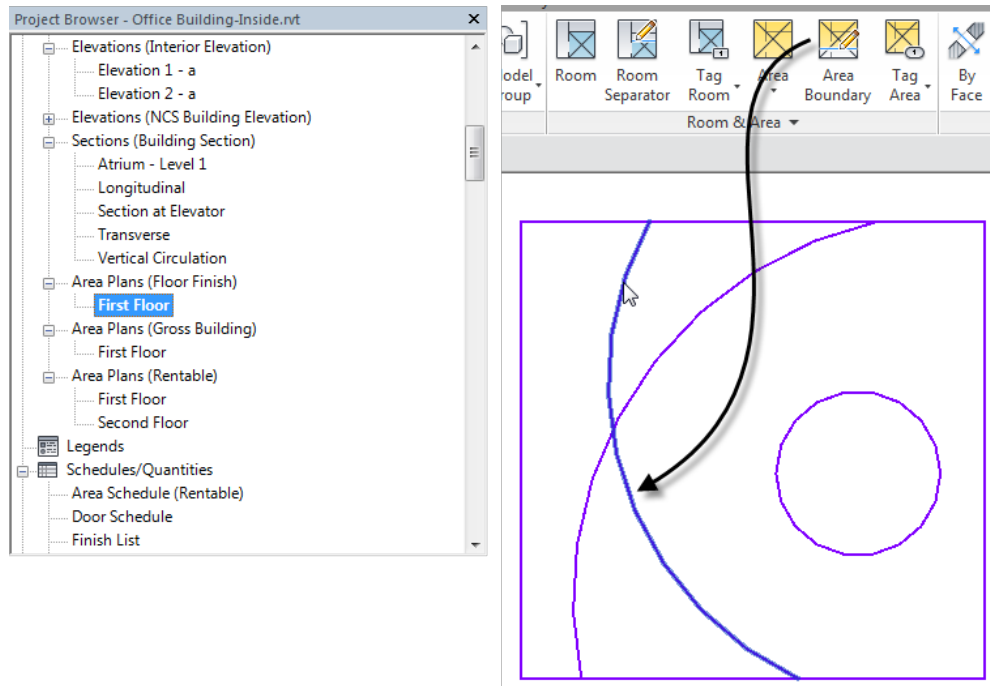 Project Browser - Office Building-Inside.rvt
Elevations (Interior Elevation)
Elevation 1 - a
Elevation 2 - a
Elevations (NCS Building Elevation)
Sections (Building Section)
Atrium - Level 1
Longitudinal
Section at Elevator
Transverse
Vertical Circulation
Area Plans (Floor Finish)
First Floor
Area Plans (Gross Building)
First Floor
Area Plans (Rentable)
First Floor
Second Floor
Legends
Schedules/Quantities
Area Schedule (Rentable)
Door Schedule
Finish List
Room
Room
Separator
Tag
Room
Area
Area
Boundary
Tag
Area
By
Face
Room & Area